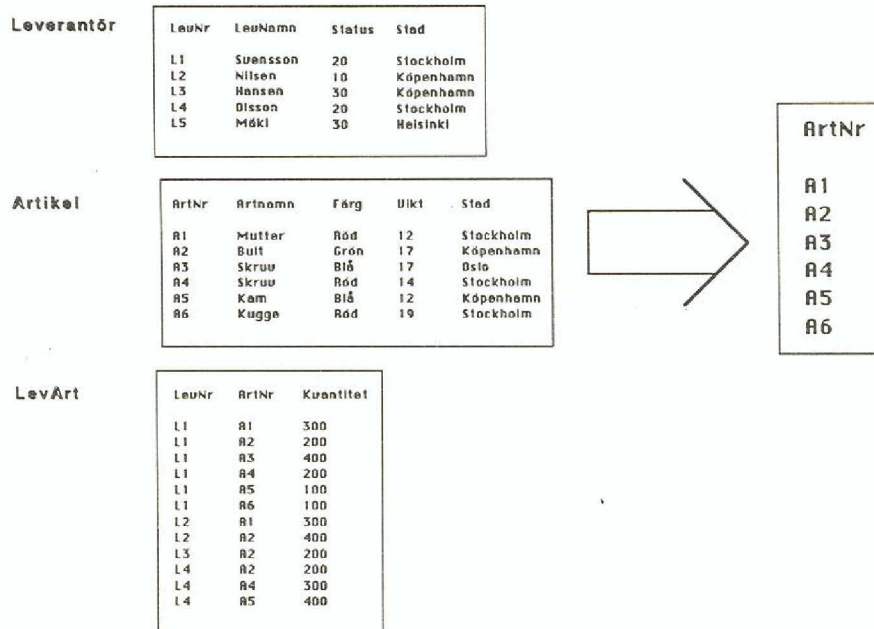 Leverantör
LevNr LevNamn Status Stad
L1 Svensson 20 Stockholm
L2 Nilsen 10 Köpenhamn
L3 Hansen 30 Köpenhamn
L4 Olsson 20 Stockholm
L5 Mäki 30 Helsinki
Artikel
ArtNr Artnamn Färg Vikt Stad
A1 Mutter Röd 12 Stockholm
A2 Bult Grön 17 Köpenhamn
A3 Skruv Blå 17 Oslo
A4 Skruv Röd 14 Stockholm
A5 Kam Blå 12 Köpenhamn
A6 Kugge Röd 19 Stockholm
LevArt
LevNr ArtNr Kvantitet
L1 A1 300
L1 A2 200
L1 A3 400
L1 A4 200
L1 A5 100
L1 A6 100
L2 A1 300
L2 A2 400
L3 A2 200
L4 A2 200
L4 A4 300
L4 A5 400
ArtNr
A1
A2
A3
A4
A5
A6